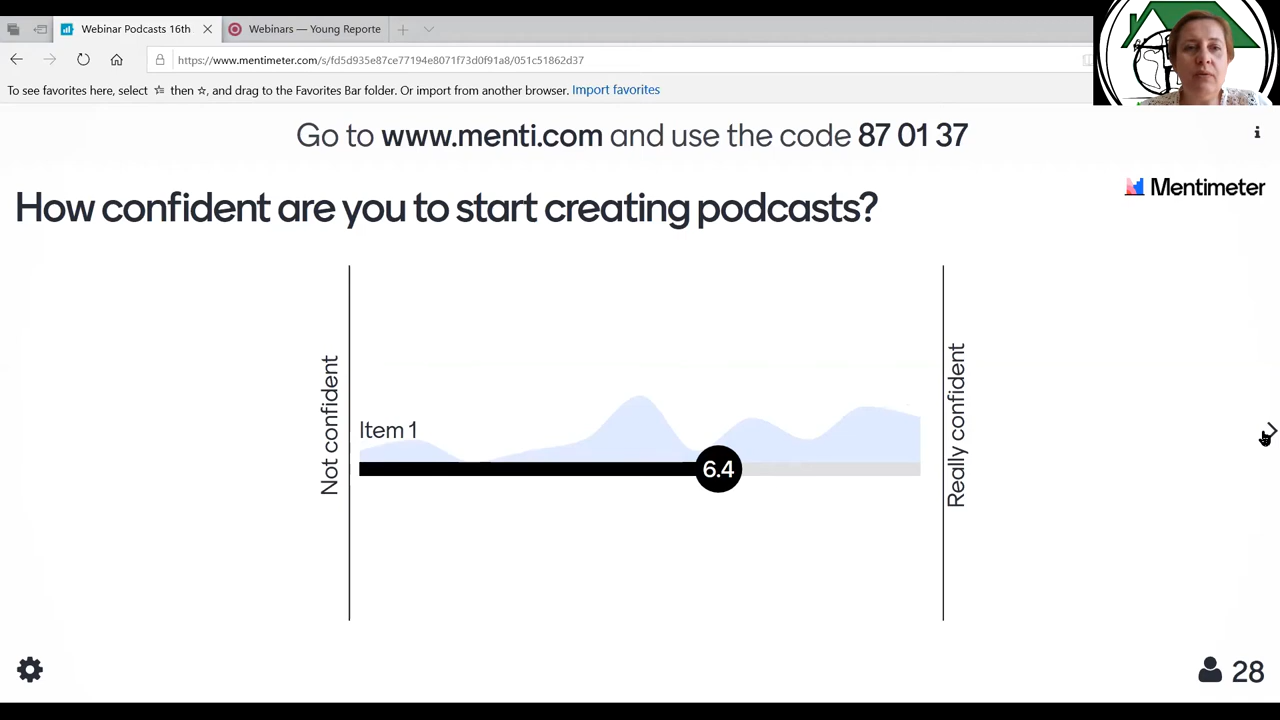 Webinar Podcasts 16th
Webinars — Young Reporte
https://www.mentimeter.com/s/fd5d935e87ce77194e8071f73d0f91a8/051c51862d37
To see favorites here, select then ☆, and drag to the Favorites Bar folder. Or import from another browser. Import favorites
Go to www.menti.com and use the code 87 01 37
Mentimeter
How confident are you to start creating podcasts?
Not confident
Item 1
6.4
Really confident
28